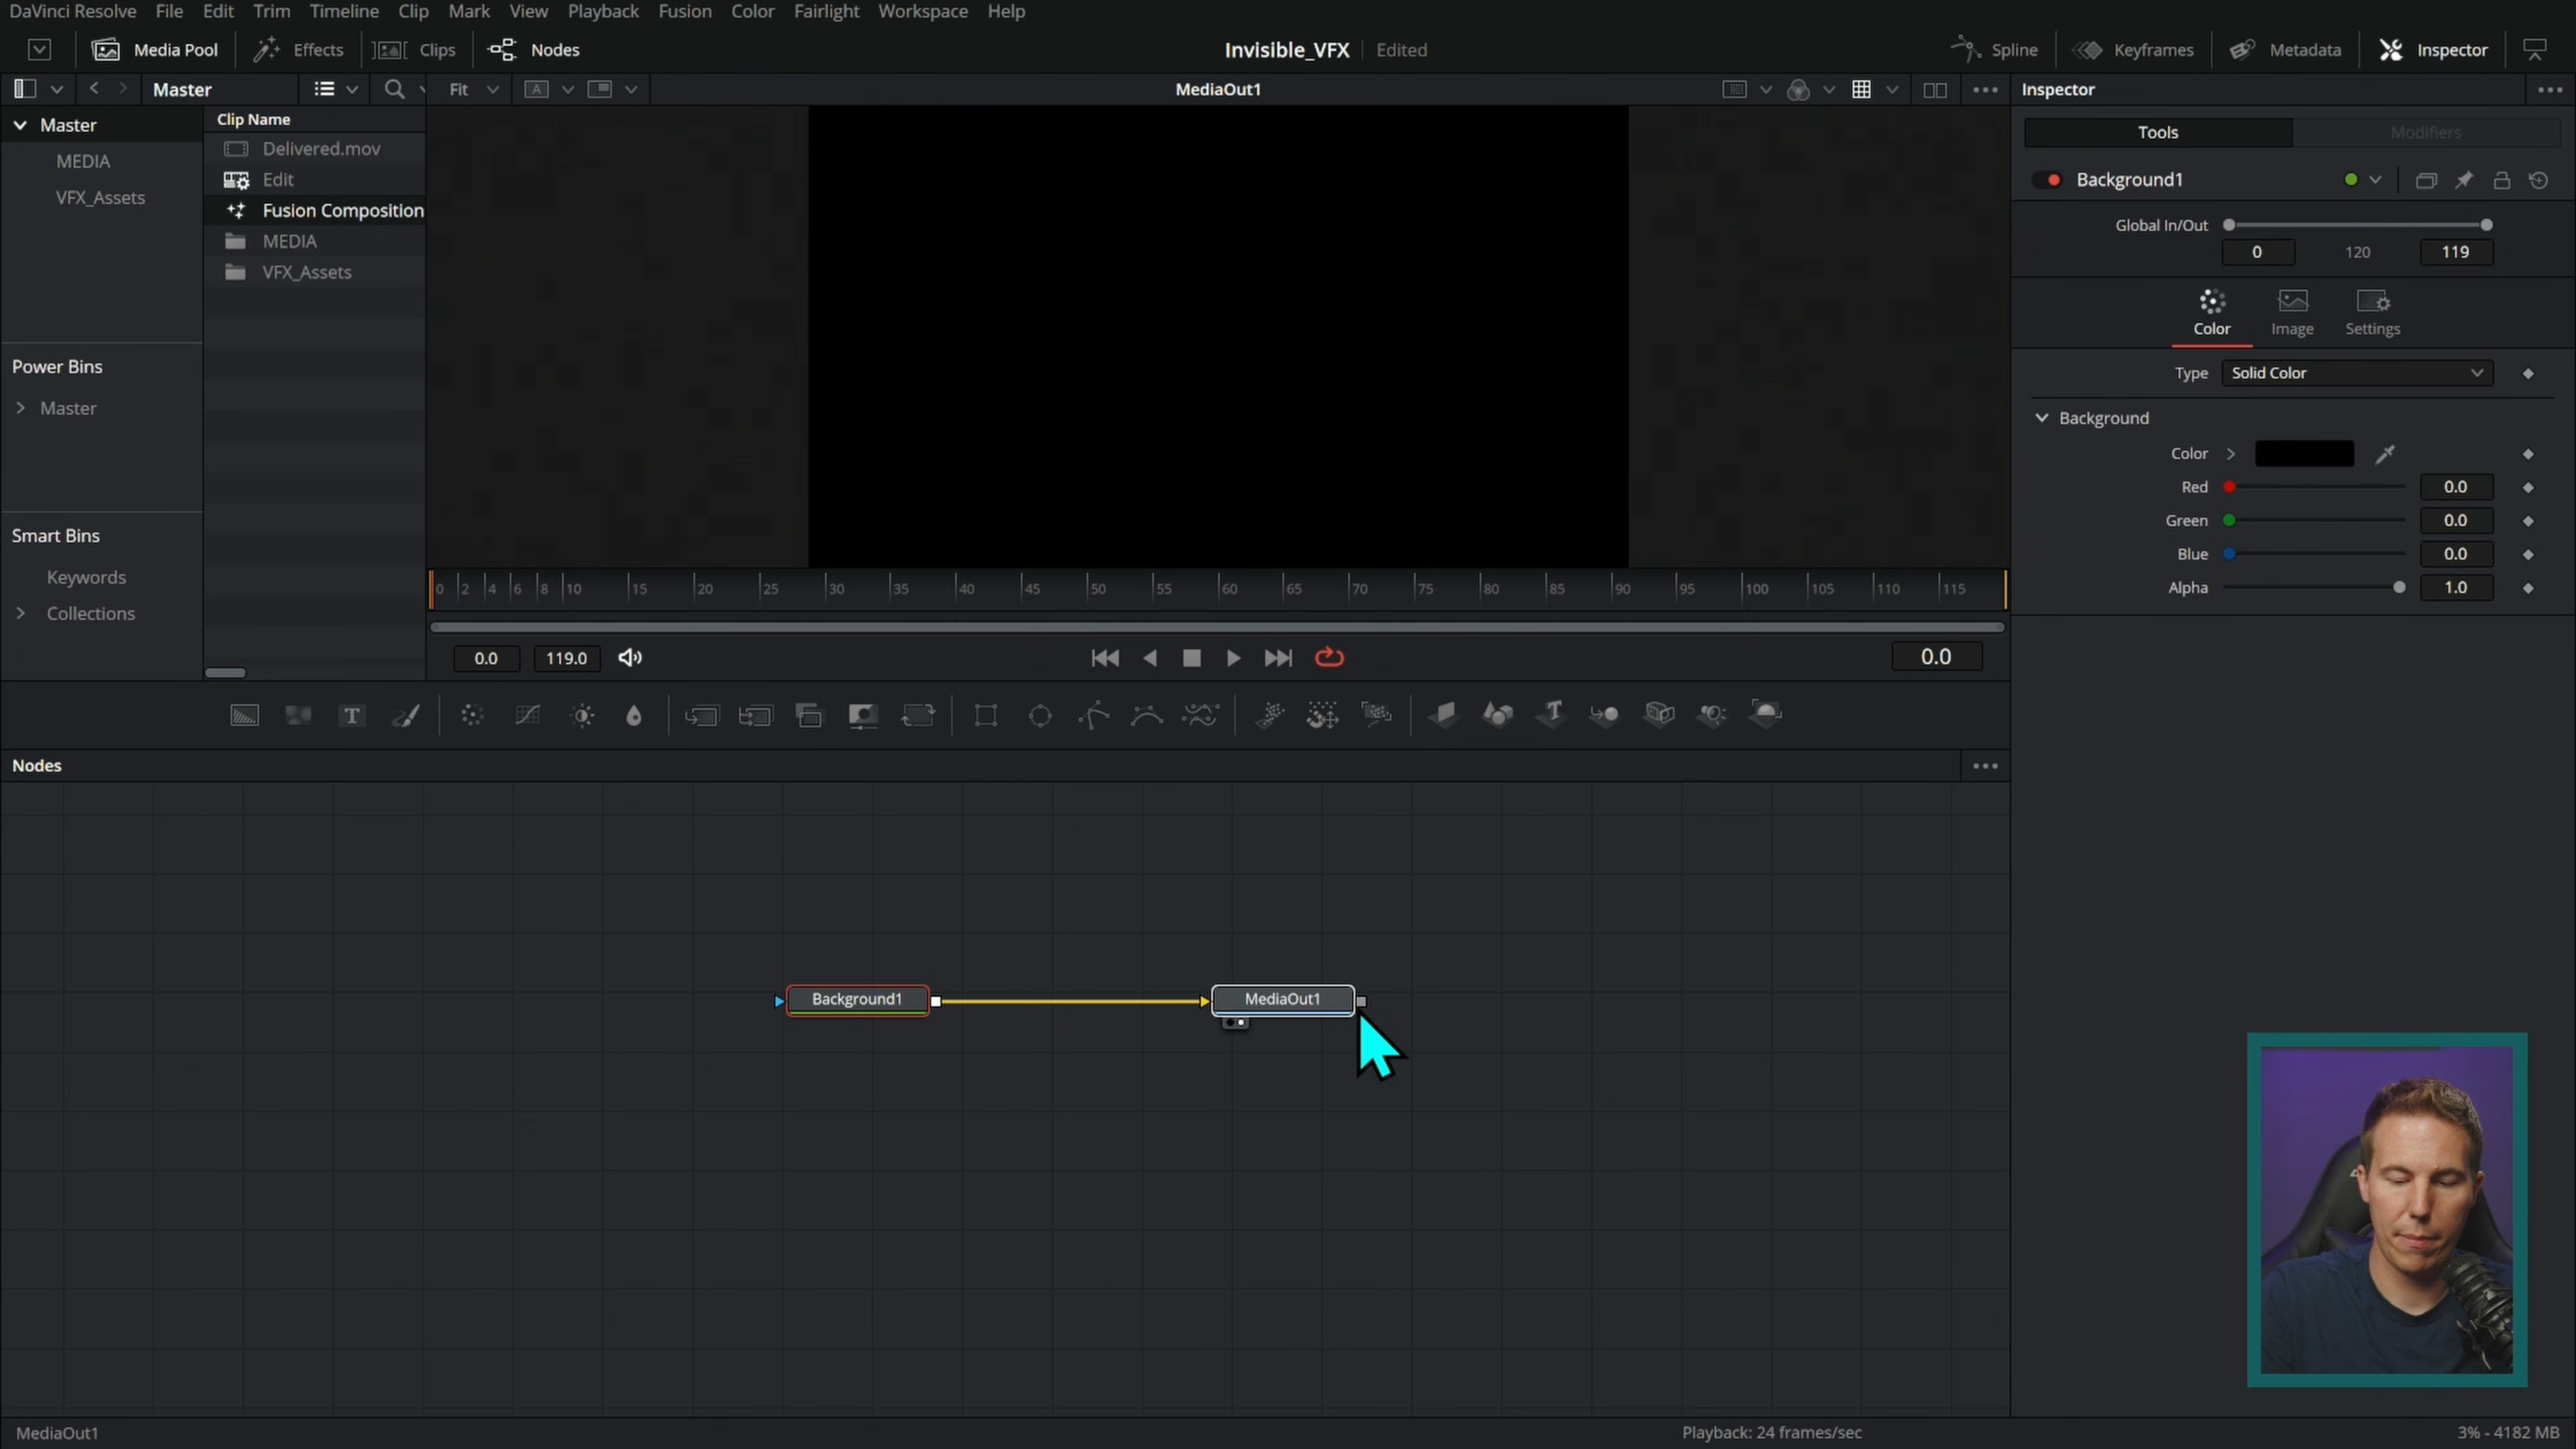 DaVinci Resolve File Edit Trim Timeline Clip Mark View Playback Fusion Color Fairlight Workspace Help
Media Pool Effects Clips Nodes Invisible_VFX Edited Spline Keyframes Metadata Inspector
Master Fit A MediaOut1 Inspector
Master
MEDIA
VFX_Assets
Power Bins
Master
Smart Bins
Keywords
Collections
Clip Name
Delivered.mov
Edit
Fusion Composition
MEDIA
VFX_Assets
0 2 4 6 8 10 15 20 25 30 35 40 45 50 55 60 65 70 75 80 85 90 95 100 105 110 115
0.0 119.0 0.0
T
Tools Modifiers
Background1
Global In/Out
0 120 119
Color Image Settings
Type Solid Color
Background
Color
Red 0.0
Green 0.0
Blue 0.0
Alpha 1.0
Nodes
Background1 MediaOut1
MediaOut1 Playback: 24 frames/sec 3% - 4182 MB